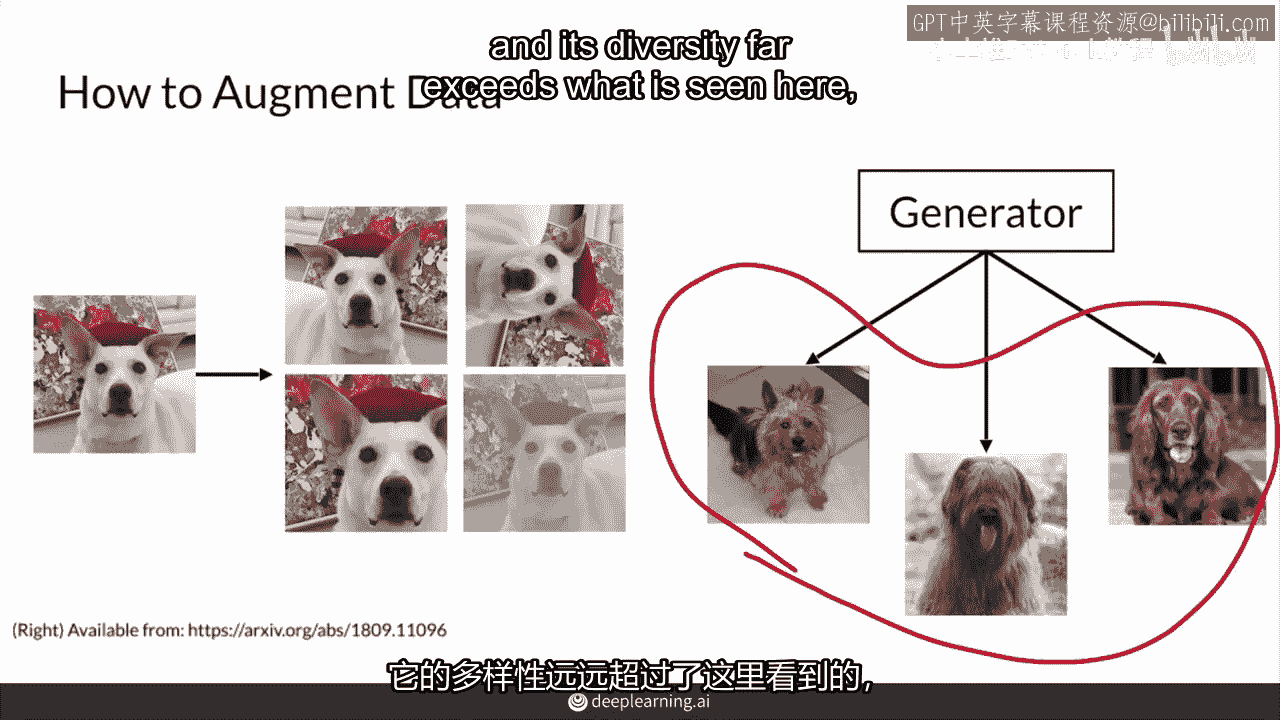 GPT中英字幕课程资源@bilibili.com
and its diversity far
exceeds what is seen here,
How to Augment Data
Generator
(Right) Available from: https://arxiv.org/abs/1809.11096
它的多样性远远超过了这里看到的,
deeplearning.ai